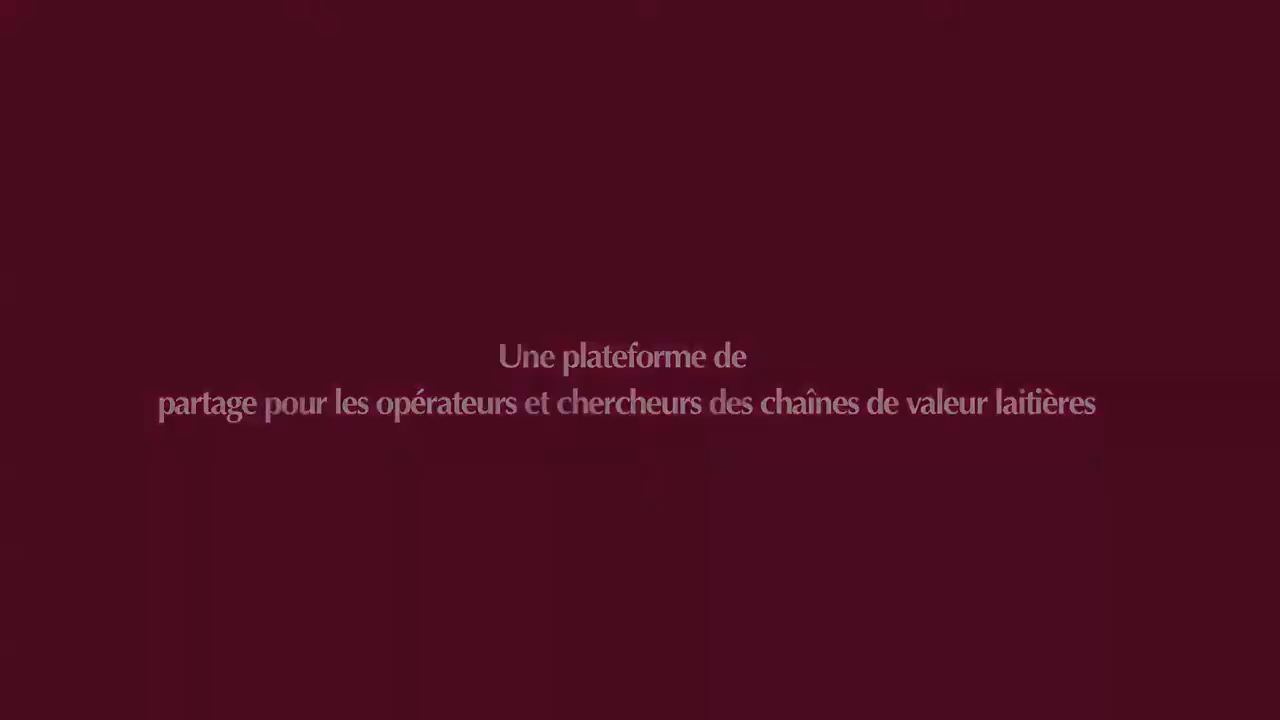 Une plateforme de
partage pour les opérateurs et chercheurs des chaînes de valeur laitières